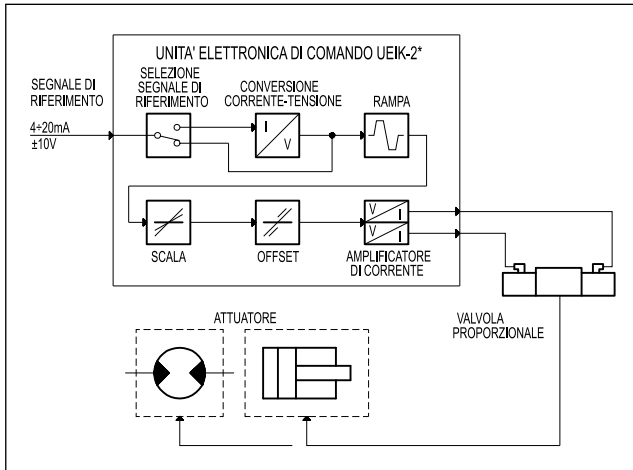 UNITA' ELETTRONICA DI COMANDO UEIK-2*
SEGNALE DI
RIFERIMENTO
4÷20mA
±10V
SELEZIONE
SEGNALE DI
RIFERIMENTO
CONVERSIONE
CORRENTE-TENSIONE
I
V
RAMPA
SCALA
OFFSET
V
I
V
I
AMPLIFICATORE
DI CORRENTE
VALVOLA
PROPORZIONALE
ATTUATORE